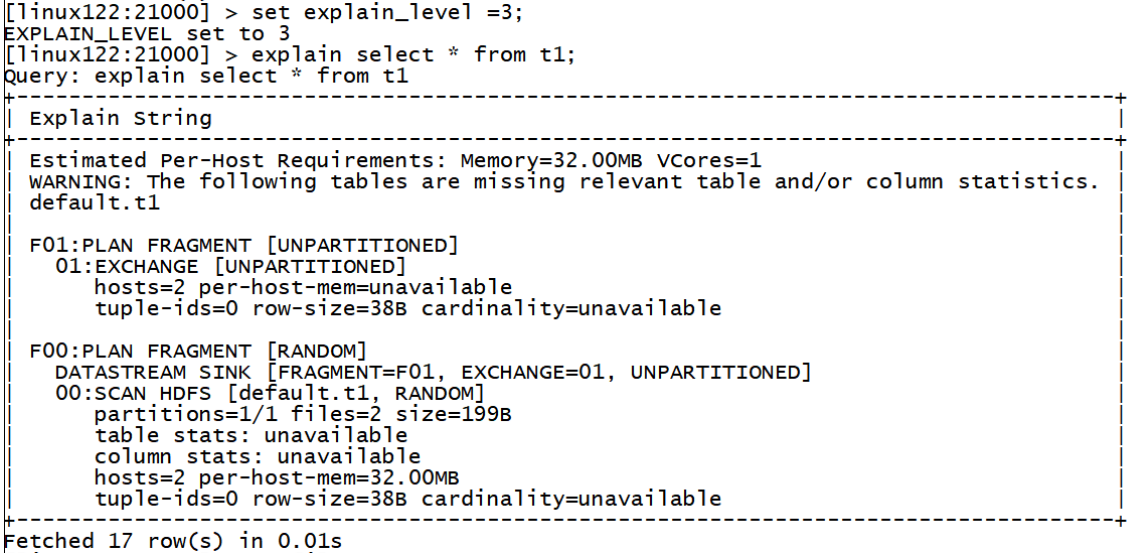 [linux122:21000] > set explain_level =3;
EXPLAIN_LEVEL set to 3
[linux122:21000] > explain select * from t1;
Query: explain select * from t1
+------------------------------------------------------------------------------------+
| Explain String                                                                     |
+------------------------------------------------------------------------------------+
| Estimated Per-Host Requirements: Memory=32.00MB VCores=1                           |
| WARNING: The following tables are missing relevant table and/or column statistics. |
| default.t1                                                                         |
|                                                                                    |
| F01:PLAN FRAGMENT [UNPARTITIONED]                                                  |
|   01:EXCHANGE [UNPARTITIONED]                                                      |
|      hosts=2 per-host-mem=unavailable                                              |
|      tuple-ids=0 row-size=38B cardinality=unavailable                              |
|                                                                                    |
| F00:PLAN FRAGMENT [RANDOM]                                                         |
|   DATASTREAM SINK [FRAGMENT=F01, EXCHANGE=01, UNPARTITIONED]                       |
|   00:SCAN HDFS [default.t1, RANDOM]                                                |
|      partitions=1/1 files=2 size=199B                                              |
|      table stats: unavailable                                                      |
|      column stats: unavailable                                                     |
|      hosts=2 per-host-mem=32.00MB                                                  |
|      tuple-ids=0 row-size=38B cardinality=unavailable                              |
+------------------------------------------------------------------------------------+
Fetched 17 row(s) in 0.01s